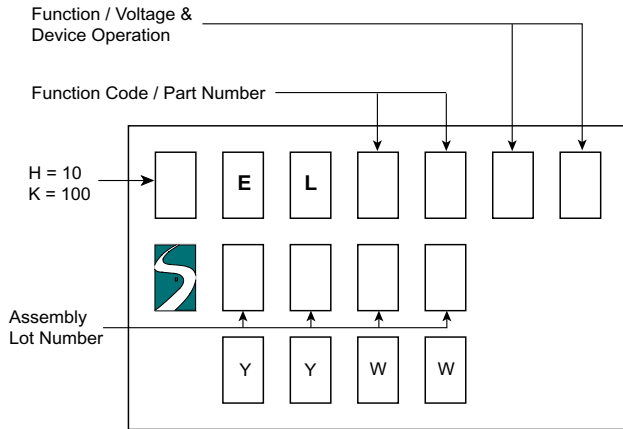 Function / Voltage &
Device Operation
Function Code / Part Number
H = 10
K = 100
E L
Assembly
Lot Number
Y Y W W